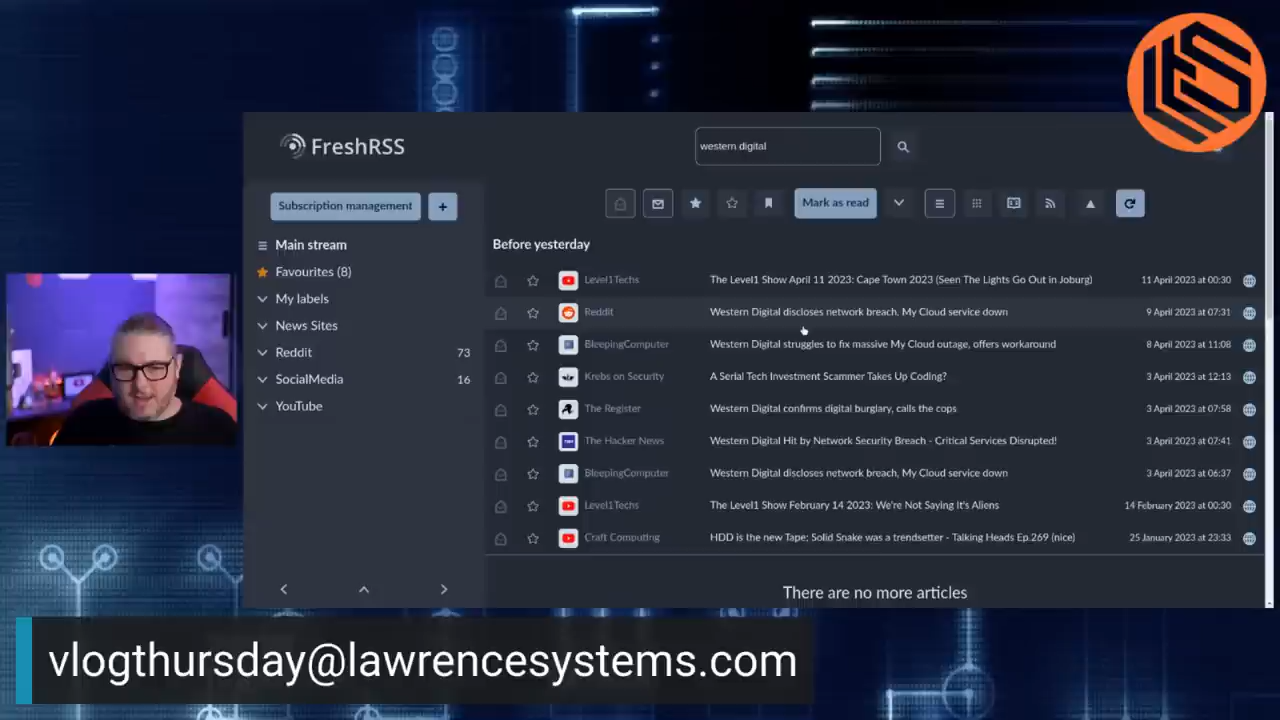 FreshRSS
western digital
Subscription management
+
Mark as read
Main stream
Favourites (8)
My labels
News Sites
Reddit 73
SocialMedia 16
YouTube
Before yesterday
Level1Techs The Level1 Show April 11 2023: Cape Town 2023 (Seen The Lights Go Out in Joburg) 11 April 2023 at 00:30
Reddit Western Digital discloses network breach, My Cloud service down 9 April 2023 at 07:31
BleepingComputer Western Digital struggles to fix massive My Cloud outage, offers workaround 8 April 2023 at 11:08
Krebs on Security A Serial Tech Investment Scammer Takes Up Coding? 3 April 2023 at 12:13
The Register Western Digital confirms digital burglary, calls the cops 3 April 2023 at 07:58
The Hacker News Western Digital Hit by Network Security Breach - Critical Services Disrupted! 3 April 2023 at 07:41
BleepingComputer Western Digital discloses network breach, My Cloud service down 3 April 2023 at 06:37
Level1Techs The Level1 Show February 14 2023: We're Not Saying It's Aliens 14 February 2023 at 00:30
Craft Computing HDD is the new Tape; Solid Snake was a trendsetter - Talking Heads Ep.269 (nice) 25 January 2023 at 23:33
There are no more articles
vlogthursday@lawrencesystems.com